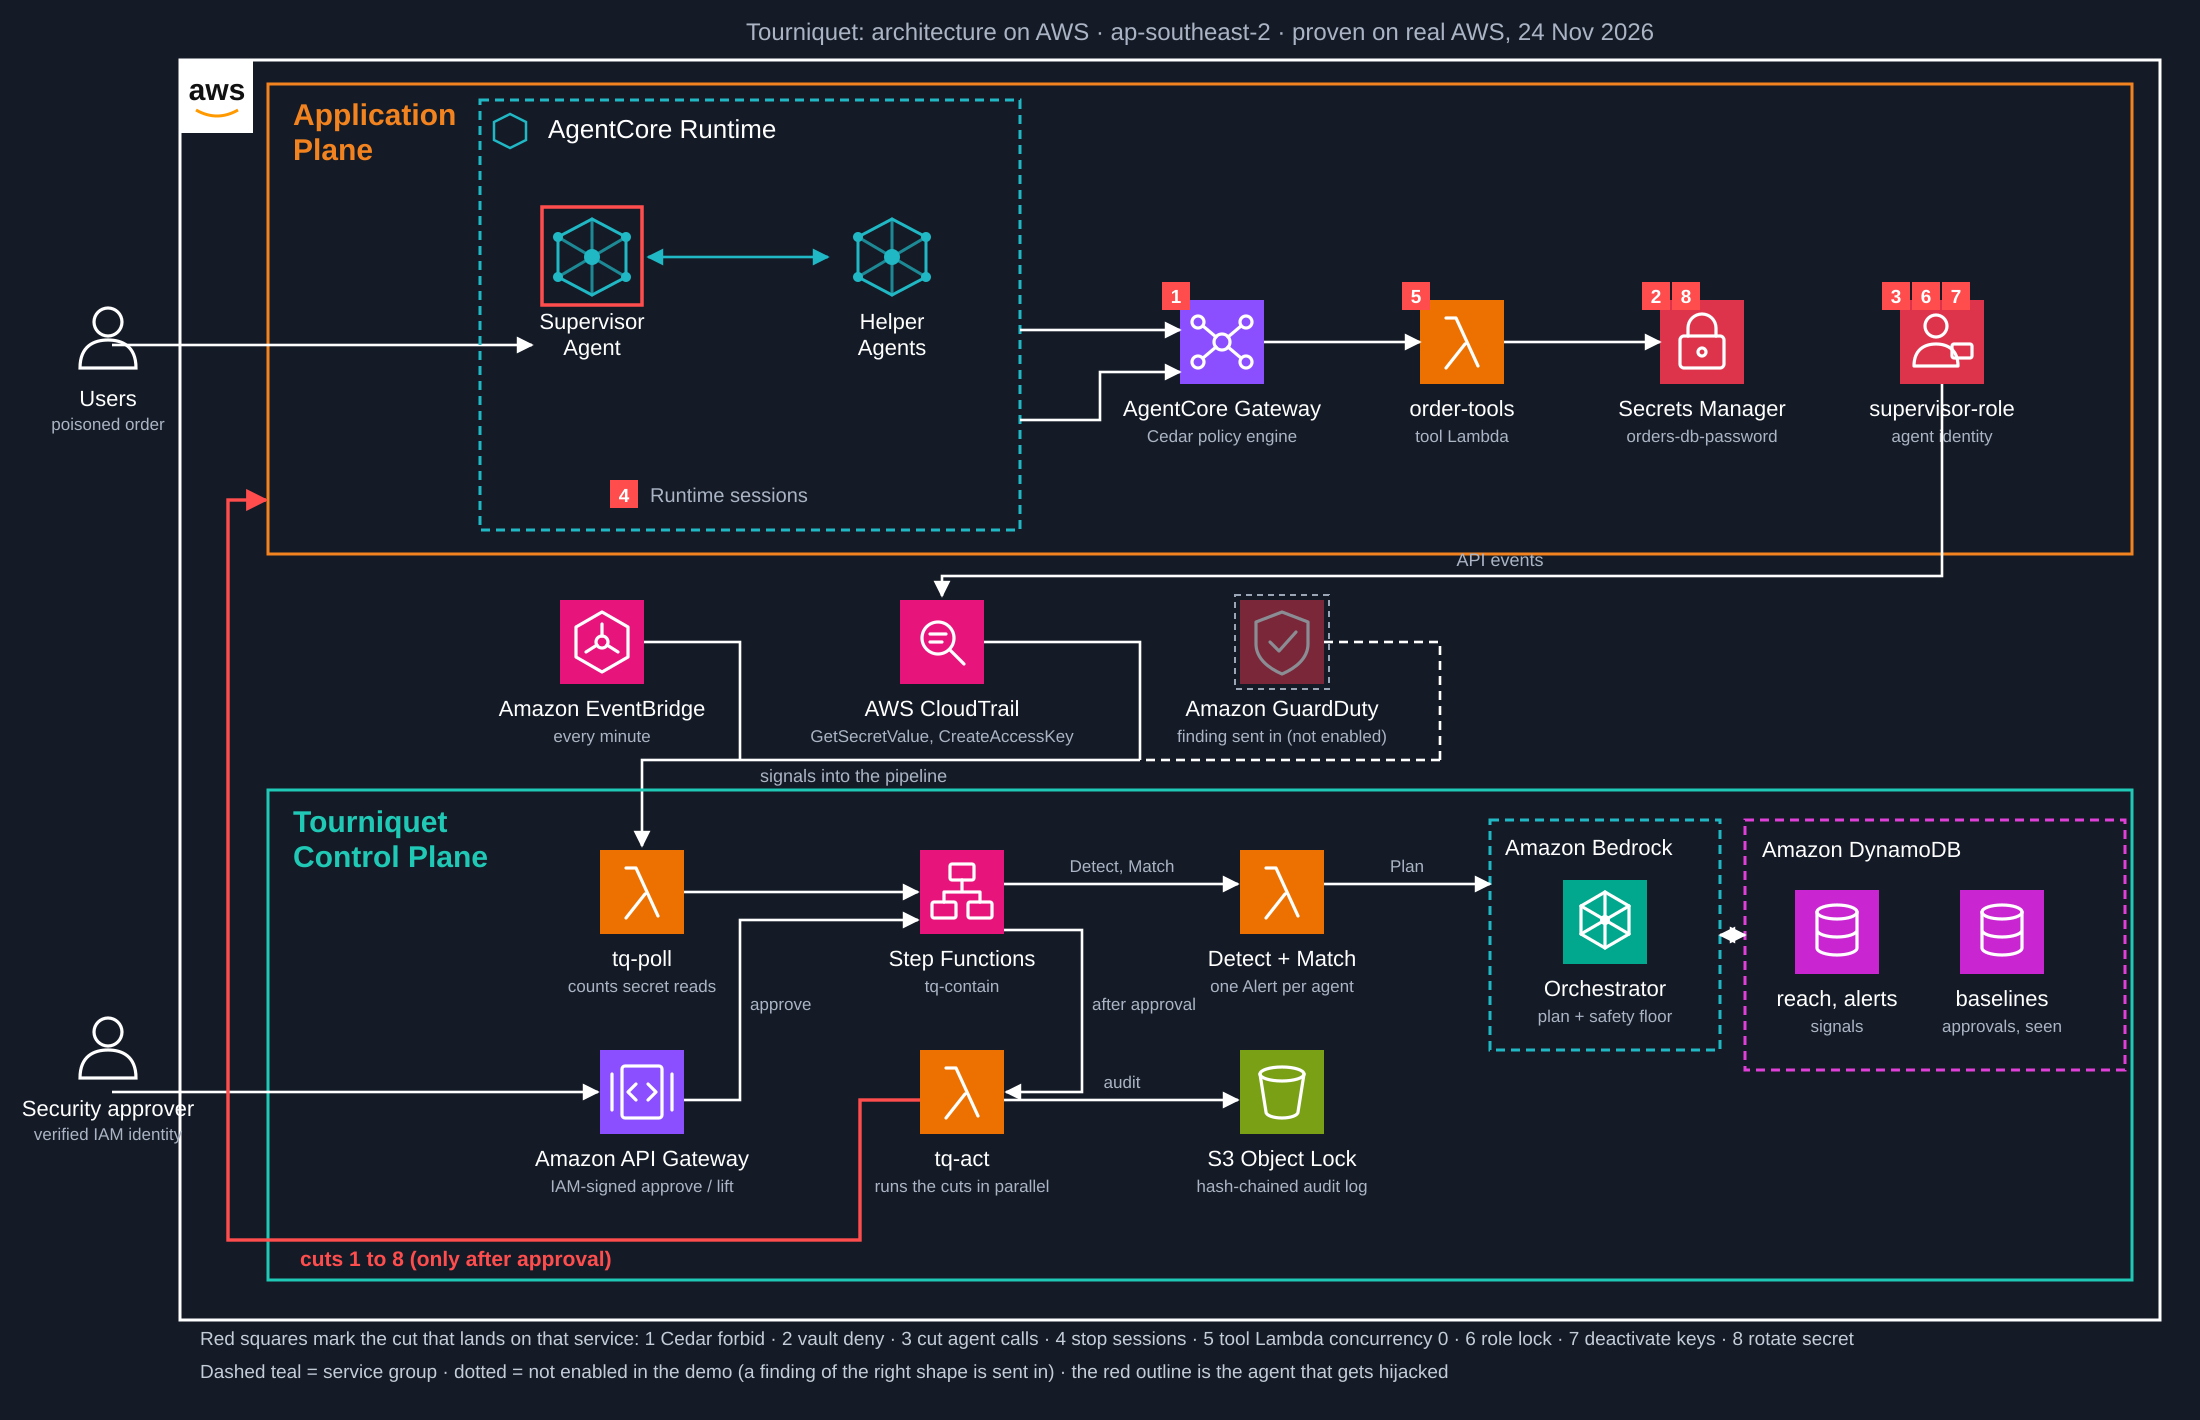 Tourniquet: architecture on AWS · ap-southeast-2 · proven on real AWS, 24 Nov 2026
aws
Application
Plane
AgentCore Runtime
Supervisor
Agent
Helper
Agents
4
Runtime sessions
Users
poisoned order
1
AgentCore Gateway
Cedar policy engine
5
order-tools
tool Lambda
2 8
Secrets Manager
orders-db-password
3 6 7
supervisor-role
agent identity
API events
Amazon EventBridge
every minute
AWS CloudTrail
GetSecretValue, CreateAccessKey
Amazon GuardDuty
finding sent in (not enabled)
signals into the pipeline
Tourniquet
Control Plane
tq-poll
counts secret reads
Step Functions
tq-contain
Detect, Match
Detect + Match
one Alert per agent
Plan
Amazon Bedrock
Orchestrator
plan + safety floor
Amazon DynamoDB
reach, alerts
signals
baselines
approvals, seen
approve
after approval
Security approver
verified IAM identity
Amazon API Gateway
IAM-signed approve / lift
tq-act
runs the cuts in parallel
audit
S3 Object Lock
hash-chained audit log
cuts 1 to 8 (only after approval)
Red squares mark the cut that lands on that service: 1 Cedar forbid · 2 vault deny · 3 cut agent calls · 4 stop sessions · 5 tool Lambda concurrency 0 · 6 role lock · 7 deactivate keys · 8 rotate secret
Dashed teal = service group · dotted = not enabled in the demo (a finding of the right shape is sent in) · the red outline is the agent that gets hijacked